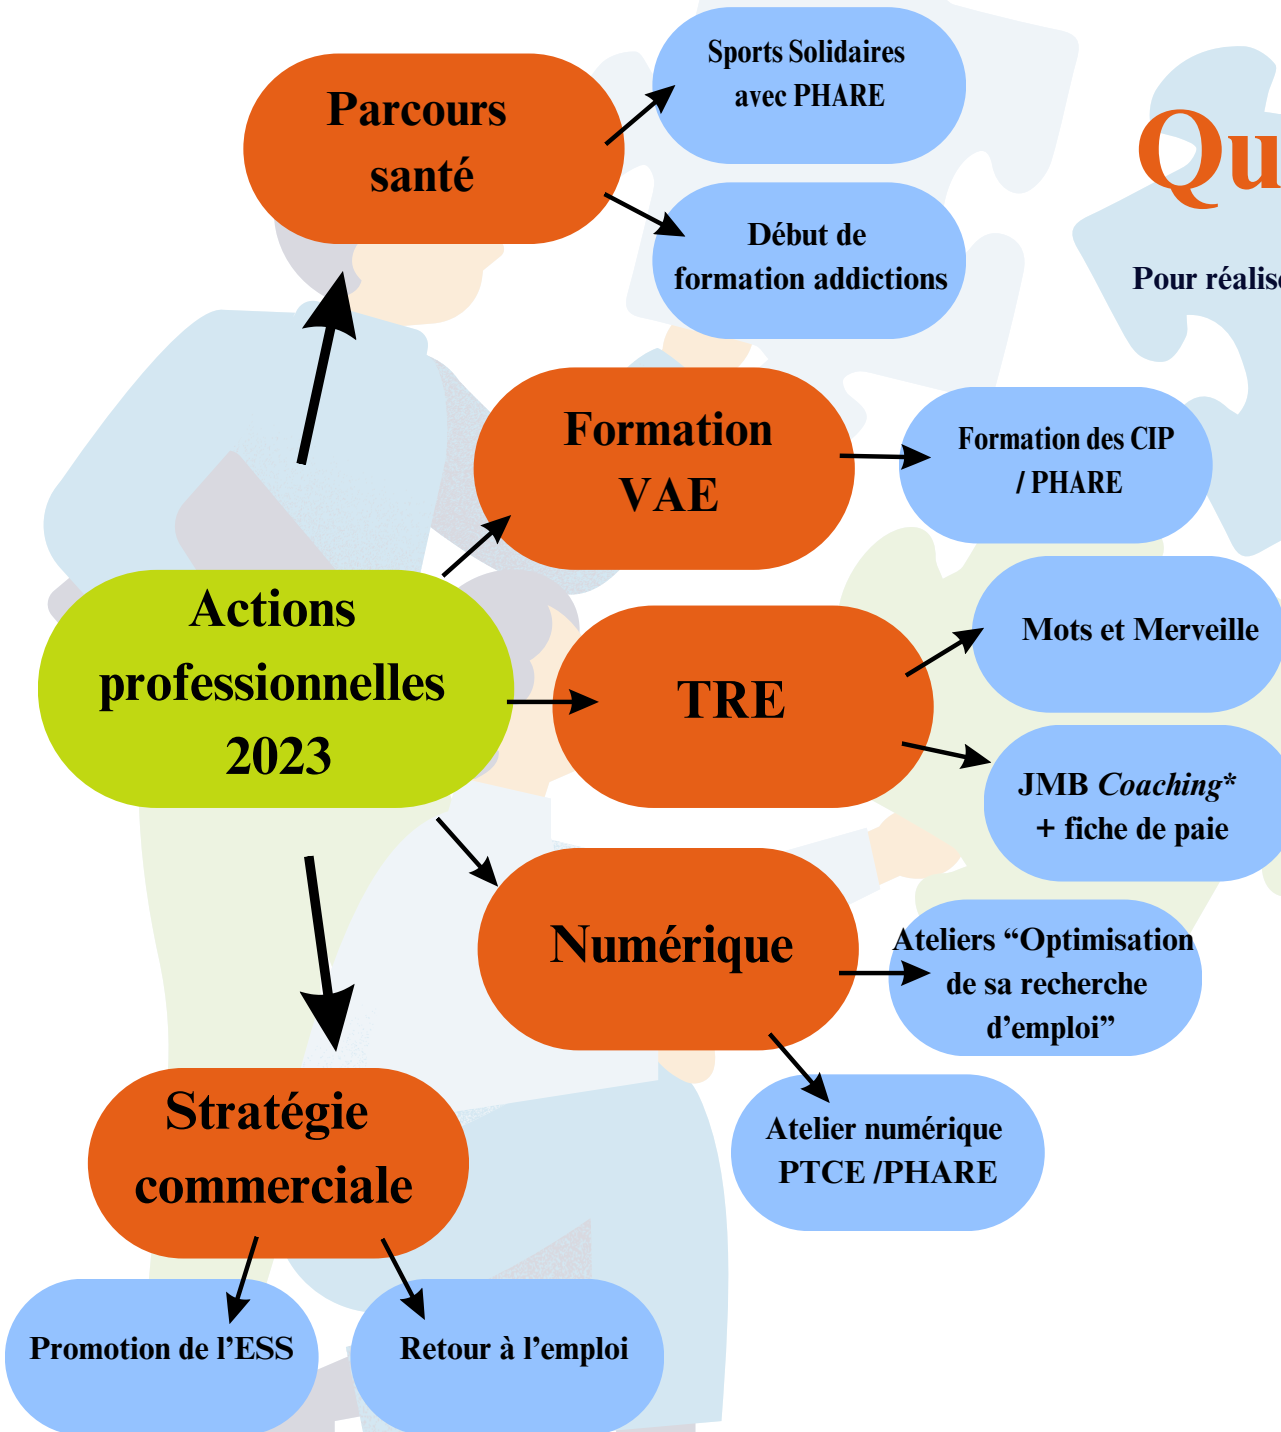 Parcours
santé
Sports Solidaires
avec PHARE
Début de
formation addictions
Qu
Pour réalis
Formation
VAE
Formation des CIP
/ PHARE
Actions
professionnelles
2023
TRE
Mots et Merveille
JMB Coaching*
+ fiche de paie
Numérique
Ateliers “Optimisation
de sa recherche
d’emploi”
Atelier numérique
PTCE /PHARE
Stratégie
commerciale
Promotion de l’ESS
Retour à l’emploi